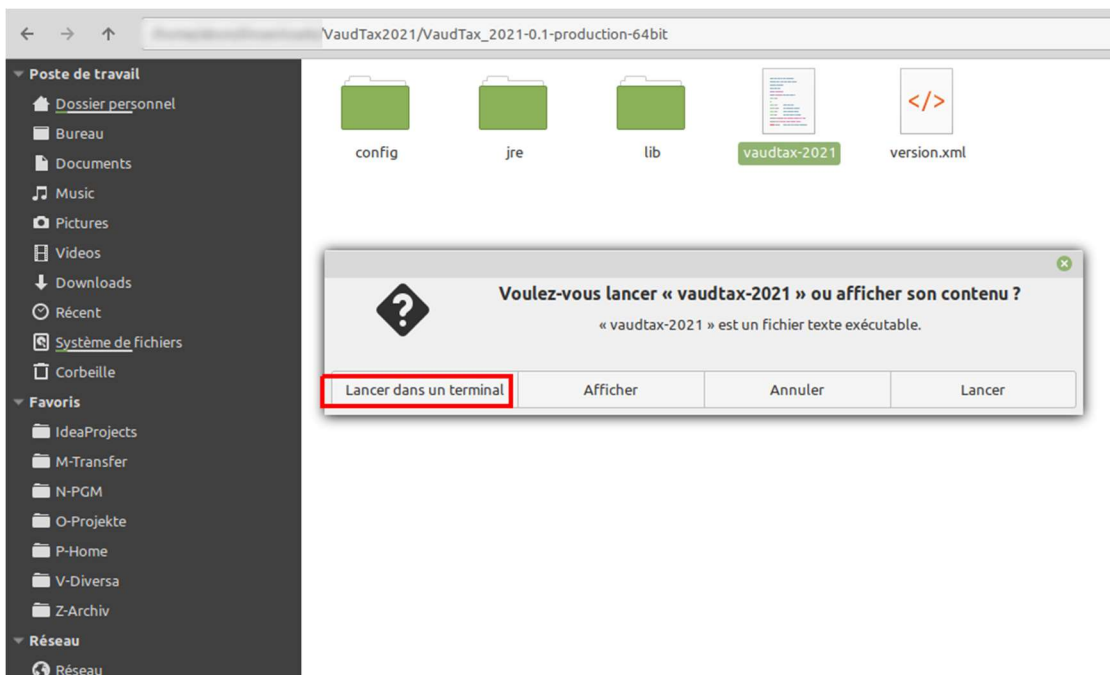 VaudTax2021/VaudTax_2021-0.1-production-64bit
Poste de travail
Dossier personnel
Bureau
Documents
Music
Pictures
Videos
Downloads
Récent
Système de fichiers
Corbeille
Favoris
IdeaProjects
M-Transfer
N-PGM
O-Projekte
P-Home
V-Diversa
Z-Archiv
Réseau
Réseau
config
jre
lib
vaudtax-2021
</>
version.xml
Voulez-vous lancer « vaudtax-2021 » ou afficher son contenu ?
« vaudtax-2021 » est un fichier texte exécutable.
Lancer dans un terminal
Afficher
Annuler
Lancer